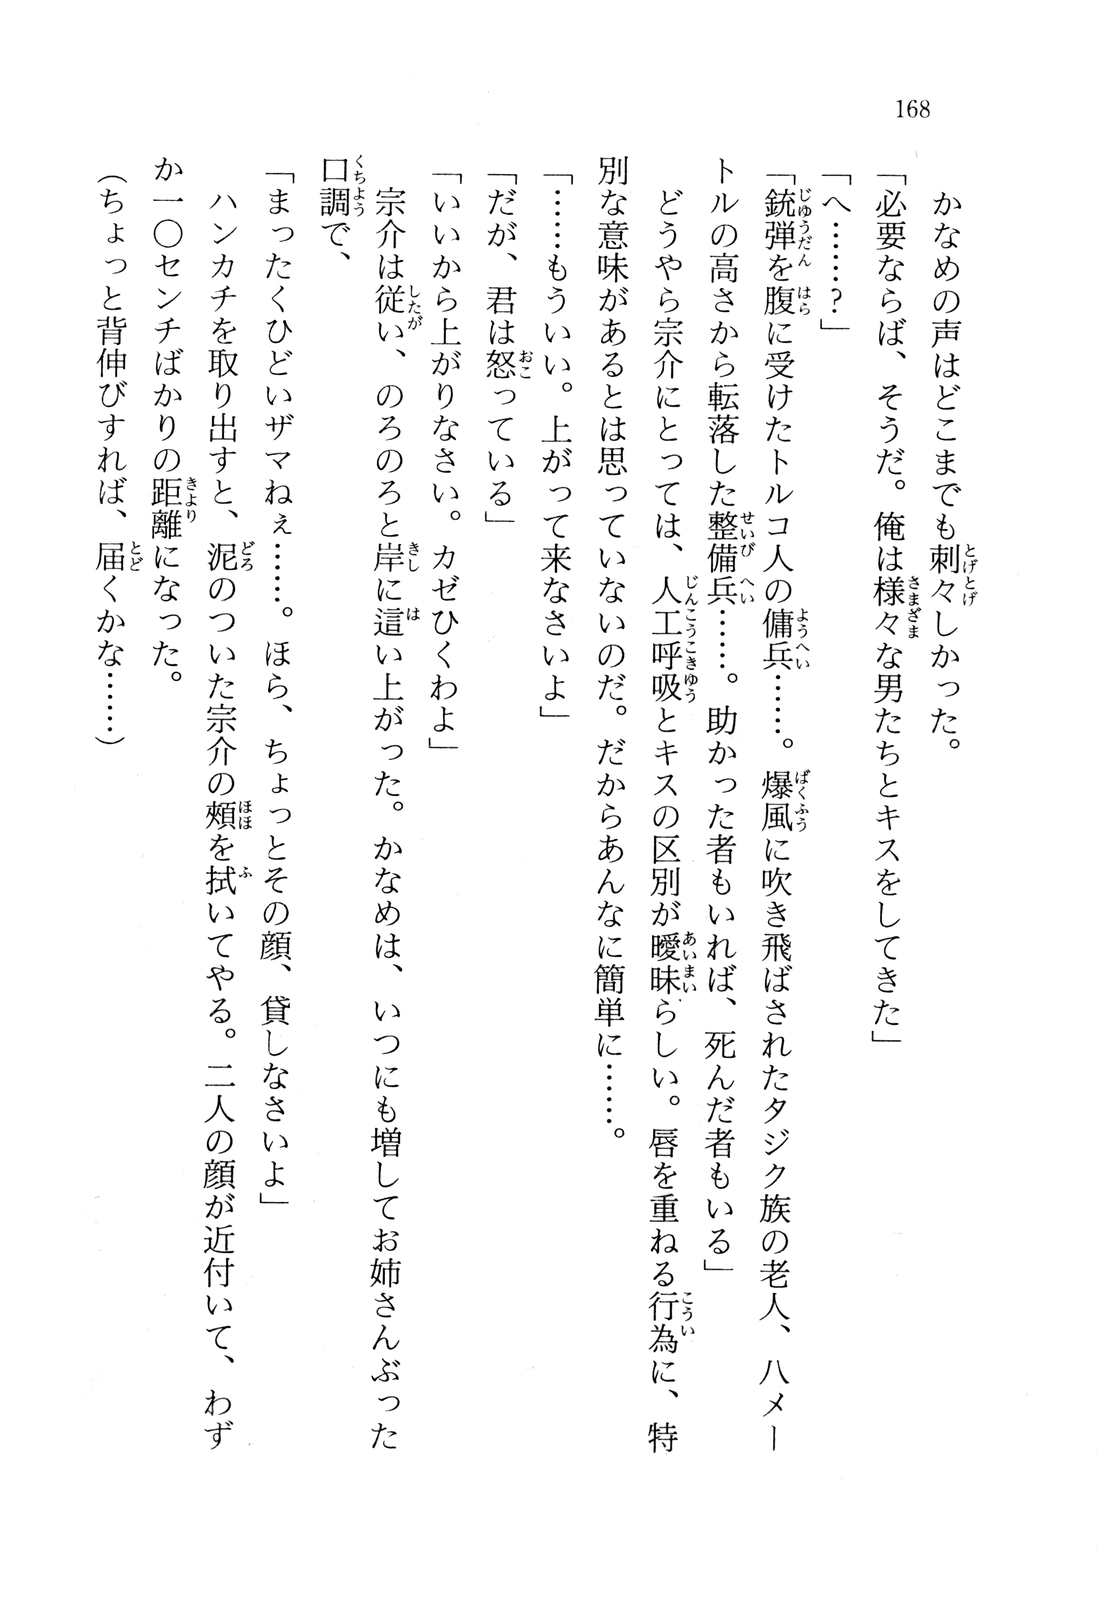 168
かなめの声はどこまでも刺々しかった。
「必要ならば、そうだ。俺は様々な男たちとキスをしてきた」
「へ……?」
「銃弾を腹に受けたトルコ人の傭兵……。爆風に吹き飛ばされたタジク族の老人、八メー
トルの高さから転落した整備兵……。助かった者もいれば、死んだ者もいる」
どうやら宗介にとっては、人工呼吸とキスの区別が曖昧らしい。唇を重ねる行為に、特
別な意味があるとは思っていないのだ。だからあんなに簡単に……。
「……もういい。上がって来なさいよ」
「だが、君は怒っている」
「いいから上がりなさい。カゼひくわよ」
宗介は従い、のろのろと岸に這い上がった。かなめは、いつにも増してお姉さんぶった
口調で、
「まったくひどいザマねぇ……。ほら、ちょっとその顔、貸しなさいよ」
ハンカチを取り出すと、泥のついた宗介の頰を拭いてやる。二人の顔が近付いて、わず
か一〇センチばかりの距離になった。
(ちょっと背伸びすれば、届くかな……)